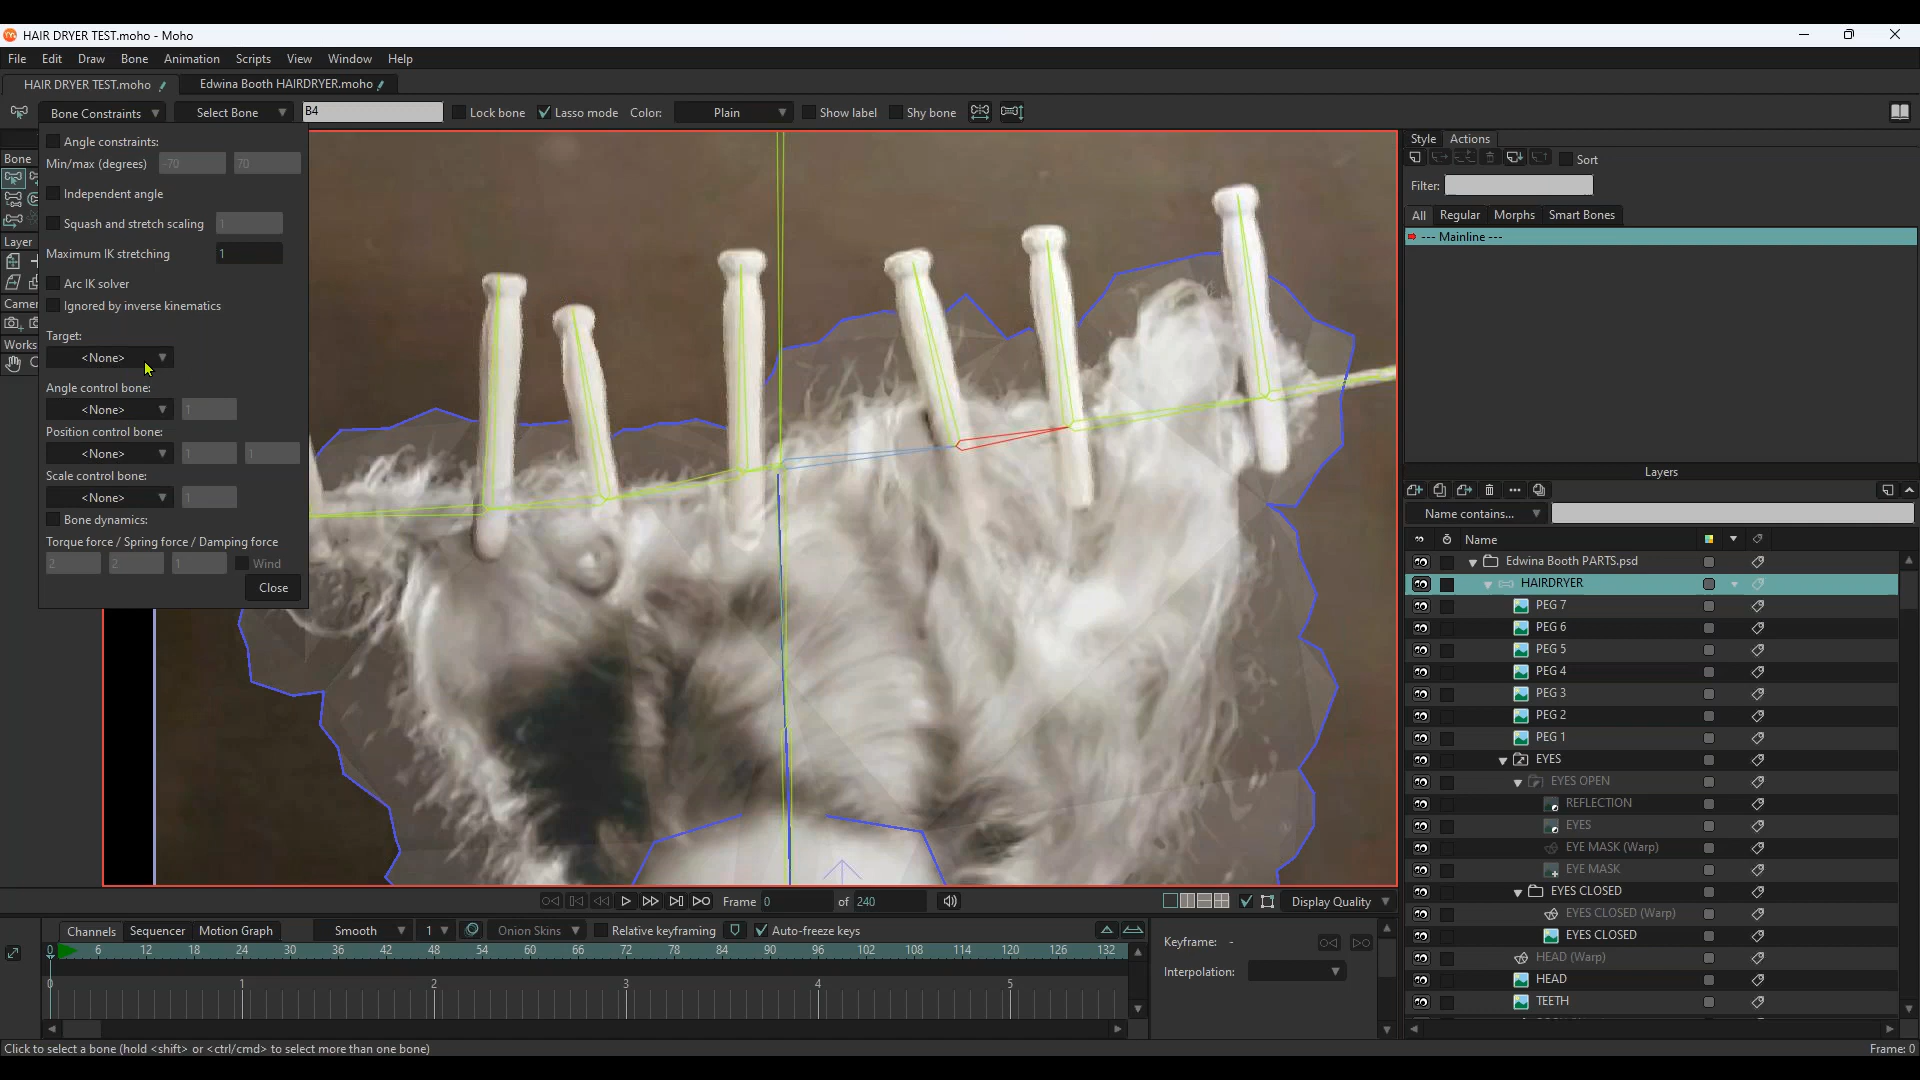 HAIR DRYER TEST.moho - Moho
File Edit Draw Bone Animation Scripts View Window Help
HAIR DRYER TEST.moho Edwina Booth HAIRDRYER.moho
Bone Constraints Select Bone B4 Lock bone Lasso mode Color: Plain Show label Shy bone
Angle constraints:
Min/max (degrees) -70 70
Independent angle
Squash and stretch scaling 1
Maximum IK stretching 1
Arc IK solver
Ignored by inverse kinematics
Target:
<None>
Angle control bone:
<None> 1
Position control bone:
<None> 1 1
Scale control bone:
<None> 1
Bone dynamics:
Torque force / Spring force / Damping force
2 2 1 Wind
Close
Bone
Layer
Camer
Works
Style Actions
Sort
Filter:
All Regular Morphs Smart Bones
--- Mainline ---
Layers
Name contains...
Name
Edwina Booth PARTS.psd
HAIRDRYER
PEG 7
PEG 6
PEG 5
PEG 4
PEG 3
PEG 2
PEG 1
EYES
EYES OPEN
REFLECTION
EYES
EYE MASK (Warp)
EYE MASK
EYES CLOSED
EYES CLOSED (Warp)
EYES CLOSED
HEAD (Warp)
HEAD
TEETH
Frame 0 of 240 Display Quality
Channels Sequencer Motion Graph Smooth 1 Onion Skins Relative keyframing Auto-freeze keys
0 6 12 18 24 30 36 42 48 54 60 66 72 78 84 90 96 102 108 114 120 126 132
0 1 2 3 4 5
Keyframe: -
Interpolation:
Click to select a bone (hold <shift> or <ctrl/cmd> to select more than one bone) Frame: 0